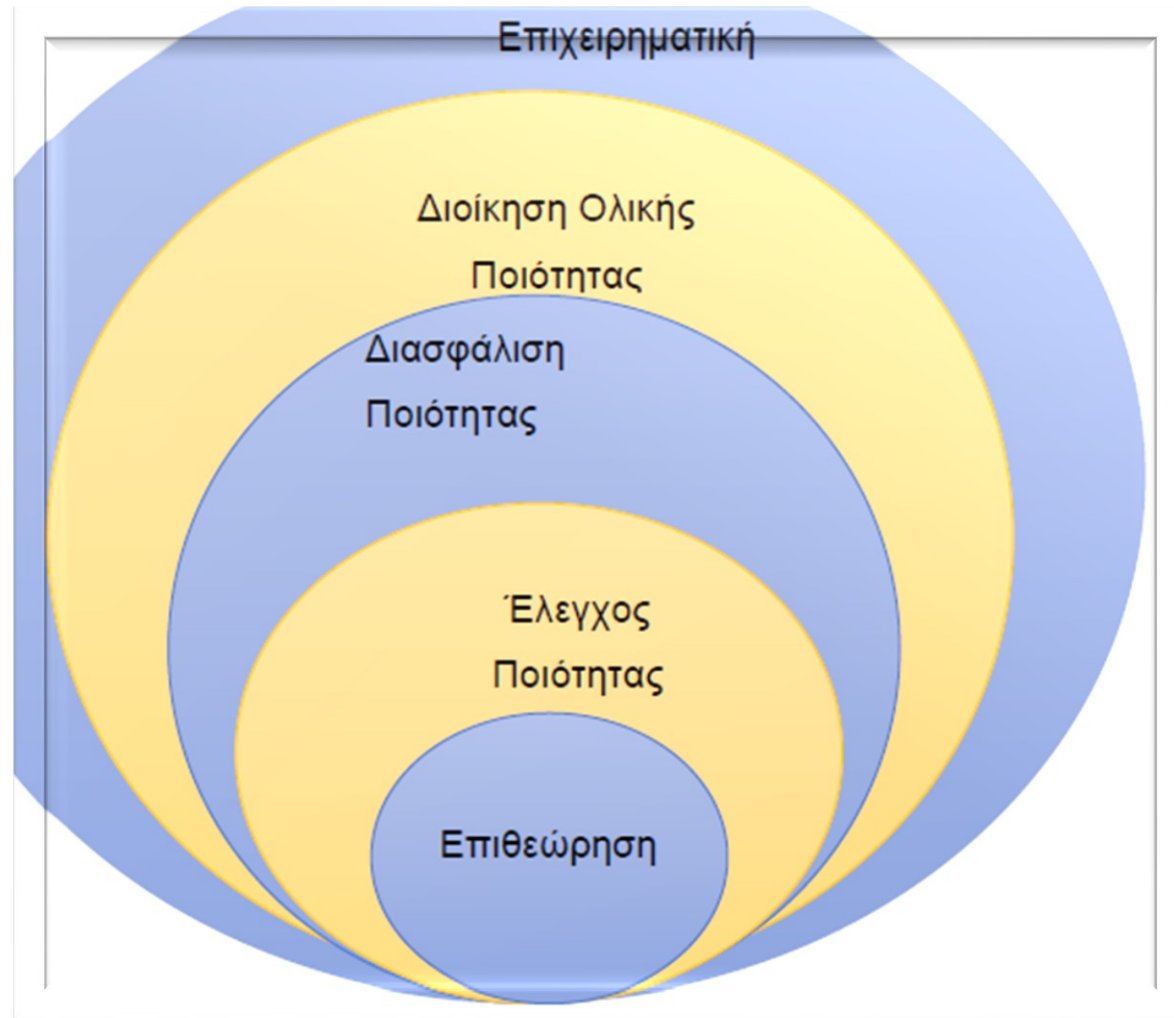 Επιχειρηματική
Διοίκηση Ολικής
Ποιότητας
Διασφάλιση
Ποιότητας
Έλεγχος
Ποιότητας
Επιθεώρηση